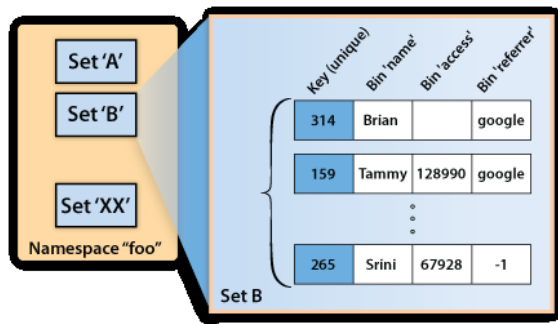 Set 'A'
Set 'B'
Set 'XX'
Namespace "foo"
Key (unique)
Bin 'name'
Bin 'access'
Bin 'referrer'
314 Brian google
159 Tammy 128990 google
265 Srini 67928 -1
Set B